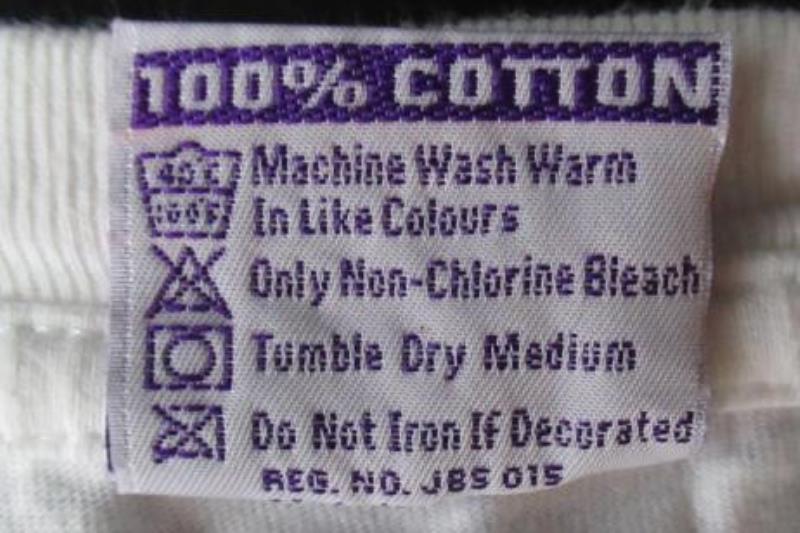 100% COTTON
40°C
Machine Wash Warm
100°F
In Like Colours
Only Non-Chlorine Bleach
Tumble Dry Medium
Do Not Iron If Decorated
REG. NO. JBS 015